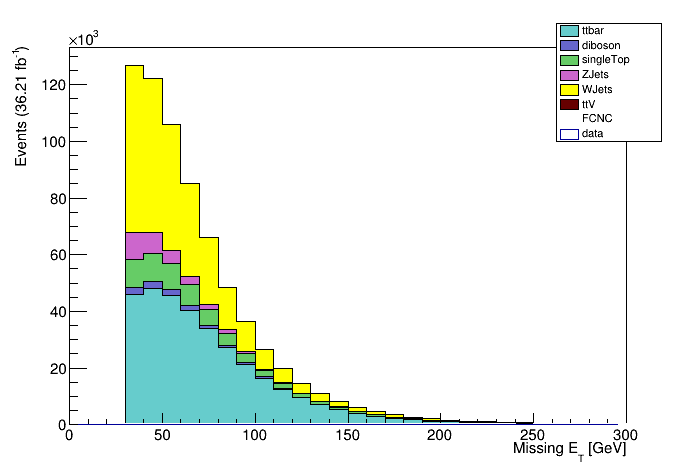 ×10³
Events (36.21 fb⁻¹)
120
100
80
60
40
20
0
0 50 100 150 200 250 300
Missing E_T [GeV]
ttbar
diboson
singleTop
ZJets
WJets
ttV
FCNC
data